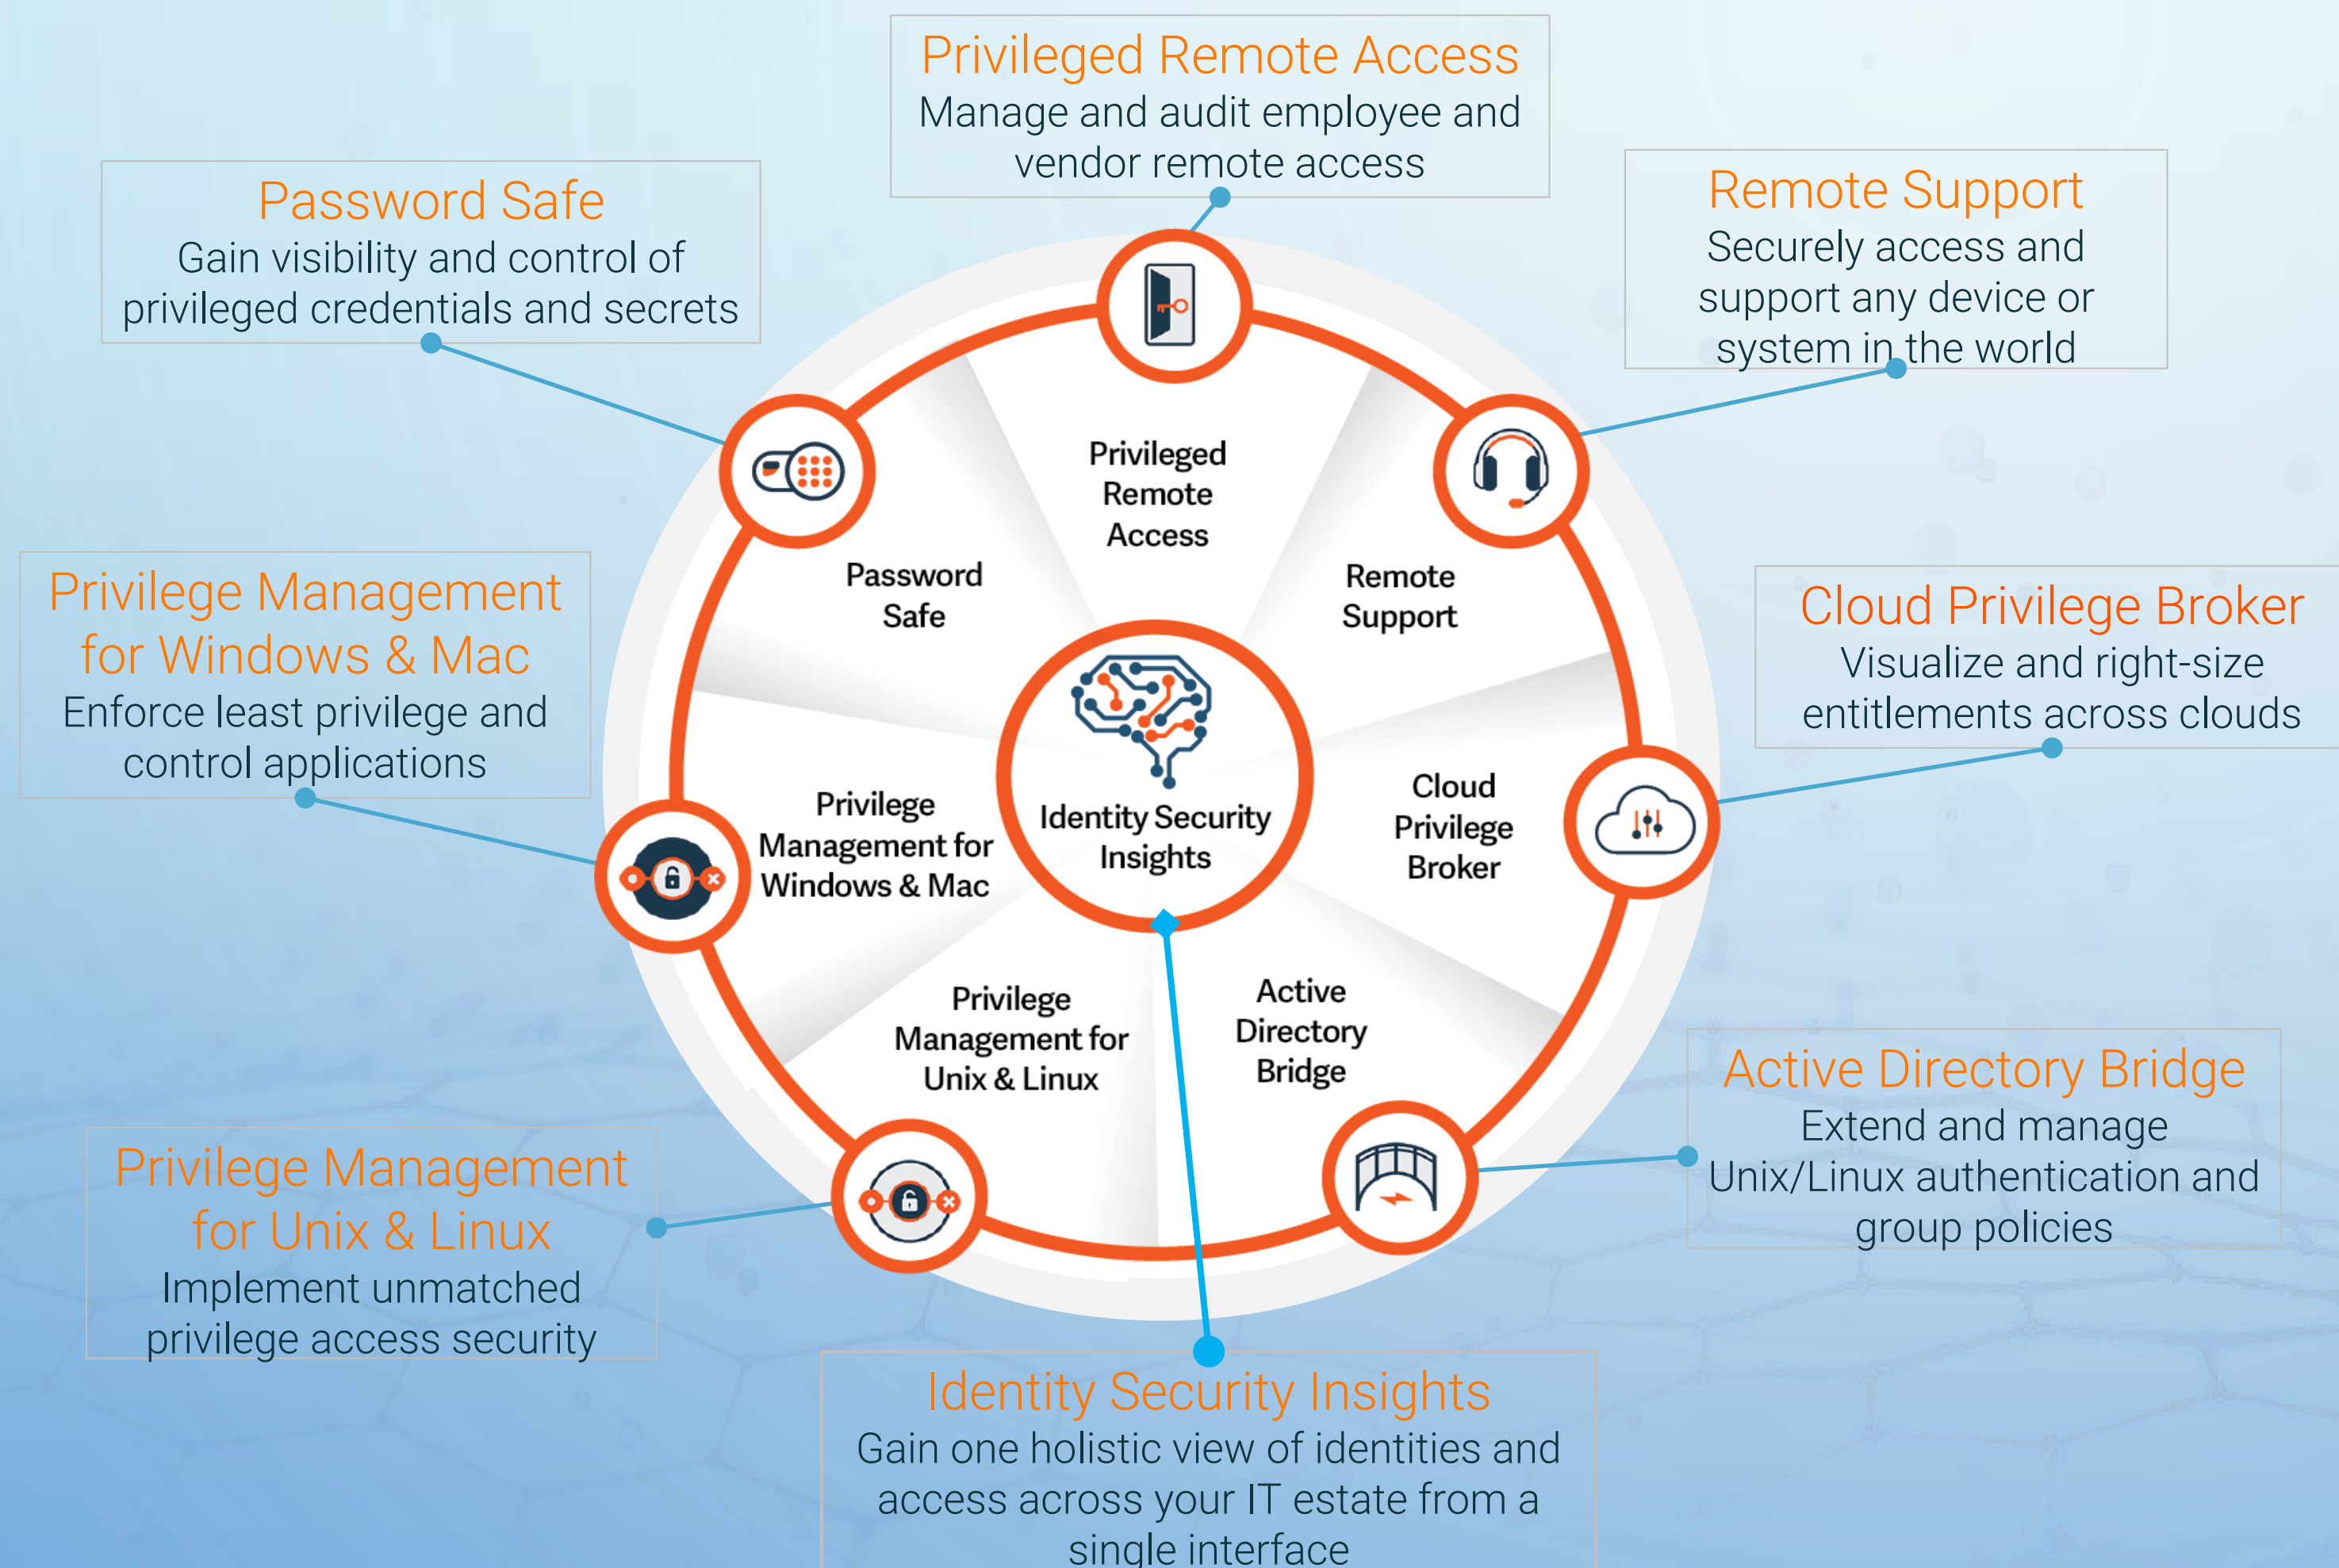 Privileged Remote Access
Manage and audit employee and
vendor remote access
Password Safe
Gain visibility and control of
privileged credentials and secrets
Remote Support
Securely access and
support any device or
system in the world
Privilege Management
for Windows & Mac
Enforce least privilege and
control applications
Cloud Privilege Broker
Visualize and right-size
entitlements across clouds
Privileged
Remote
Access
Password
Safe
Remote
Support
Privilege
Management for
Windows & Mac
Identity Security
Insights
Cloud
Privilege
Broker
Privilege
Management for
Unix & Linux
Active
Directory
Bridge
Privilege Management
for Unix & Linux
Implement unmatched
privilege access security
Active Directory Bridge
Extend and manage
Unix/Linux authentication and
group policies
Identity Security Insights
Gain one holistic view of identities and
access across your IT estate from a
single interface